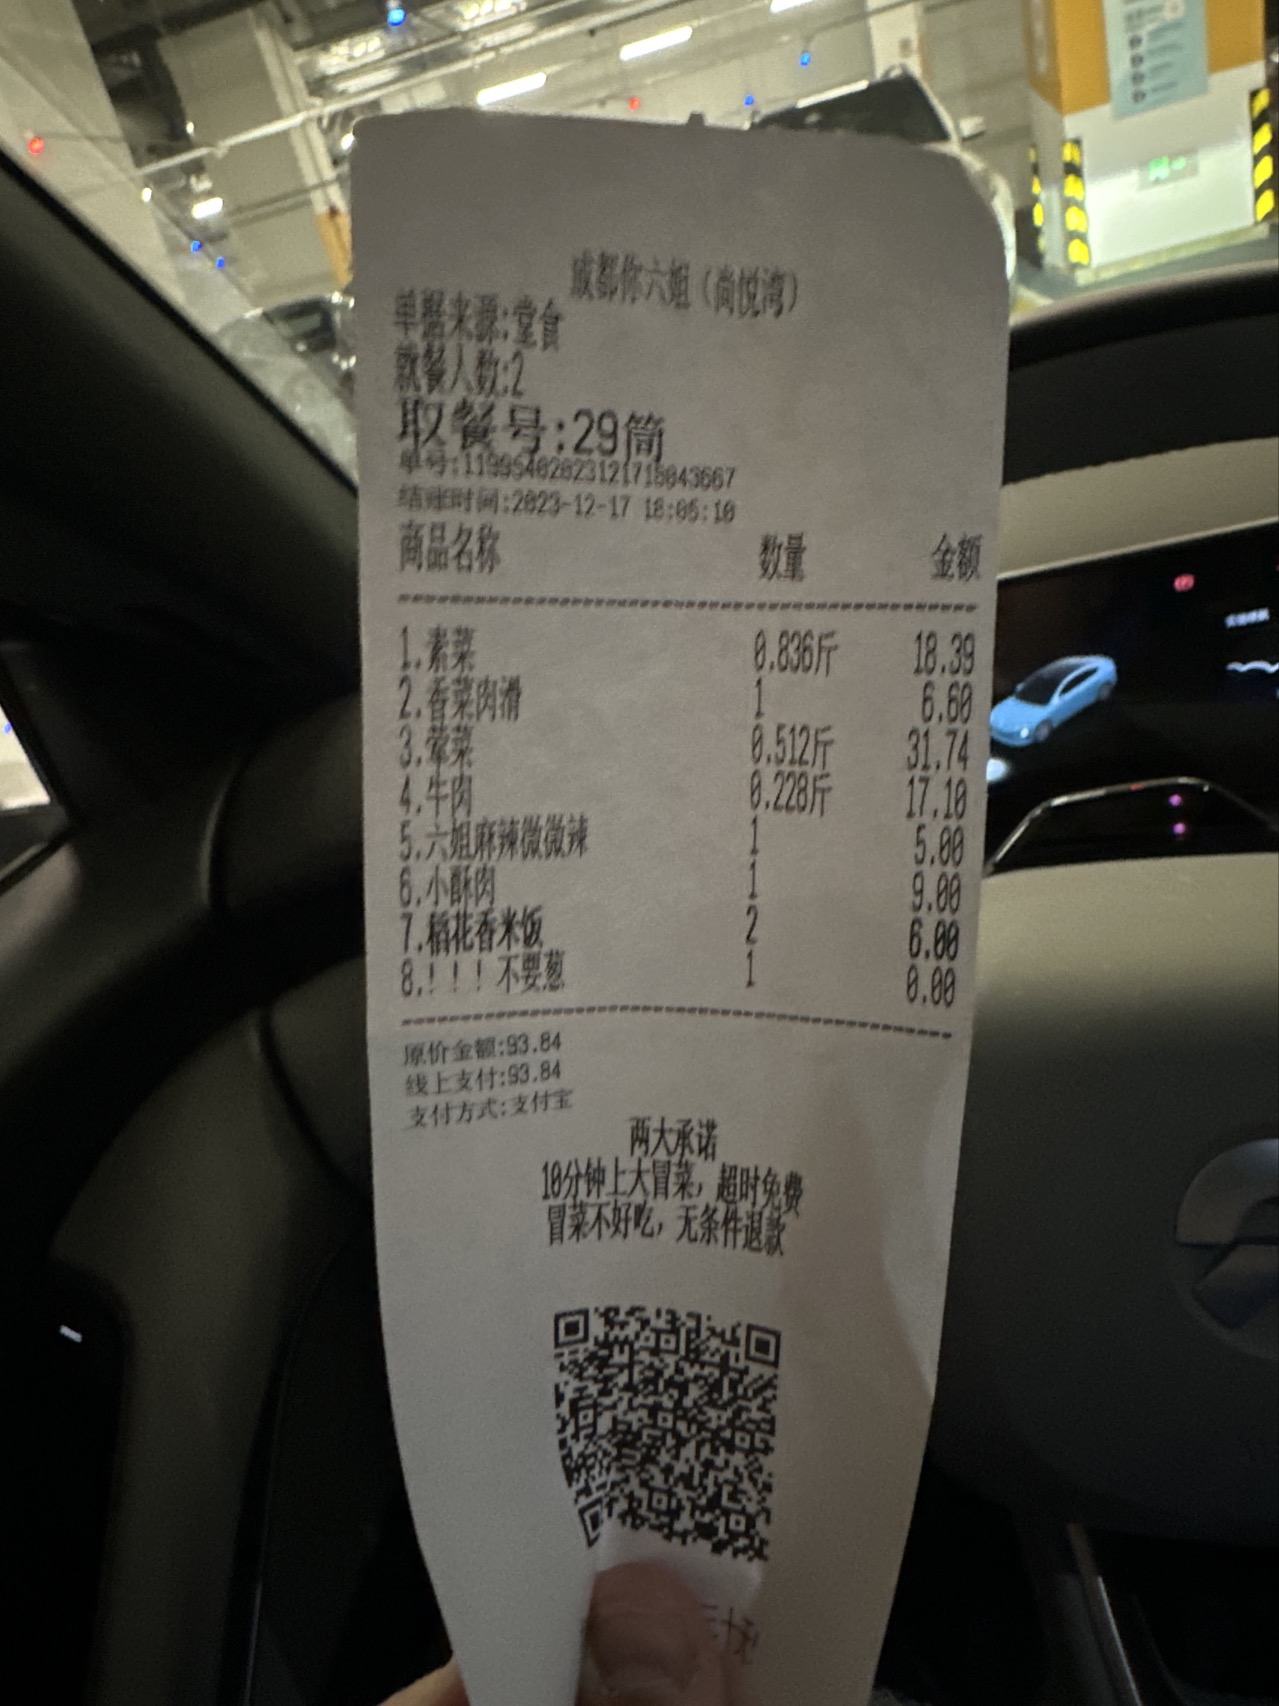 成都你六姐（尚悦湾）
单据来源:堂食
就餐人数:2
取餐号:29筒
单号:11995402023121718043667
结账时间:2023-12-17 18:05:10
商品名称 数量 金额
1.素菜 0.836斤 18.39
2.香菜肉滑 1 6.60
3.荤菜 0.512斤 31.74
4.牛肉 0.228斤 17.10
5.六姐麻辣微微辣 1 5.00
6.小酥肉 1 9.00
7.稻花香米饭 2 6.00
8.！！！不要葱 1 0.00
原价金额:93.84
线上支付:93.84
支付方式:支付宝
两大承诺
10分钟上大冒菜，超时免费
冒菜不好吃，无条件退款